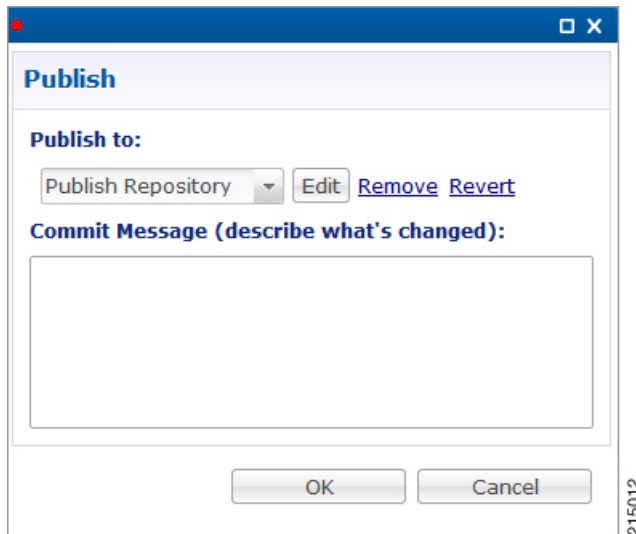 Publish
Publish to:
Publish Repository Edit Remove Revert
Commit Message (describe what's changed):
OK Cancel
215012